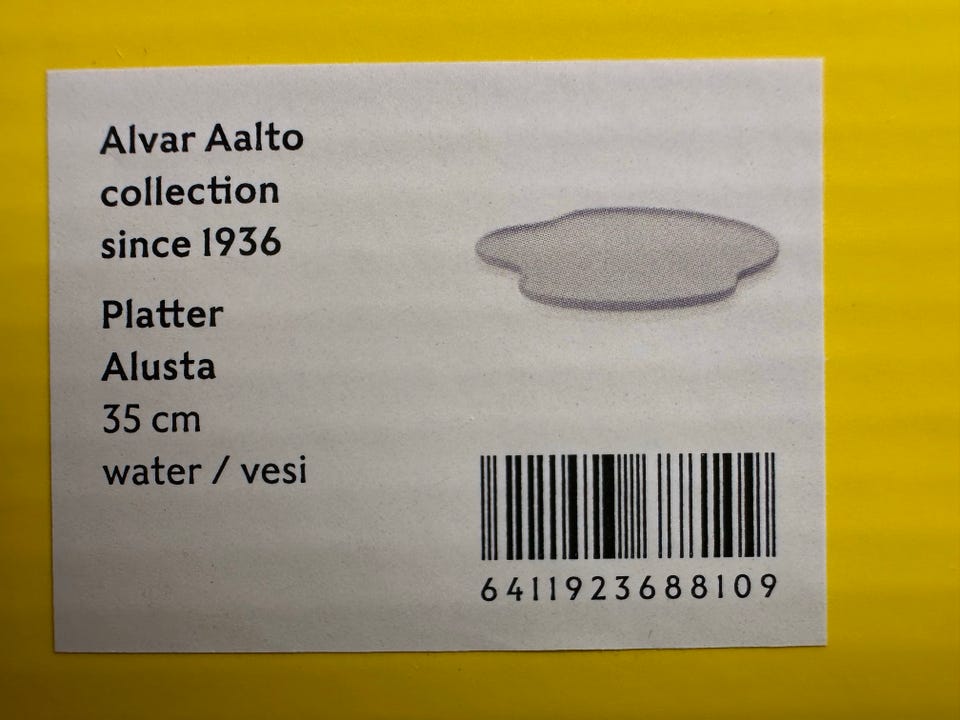 Alvar Aalto
collection
since 1936
Platter
Alusta
35 cm
water / vesi
6411923688109